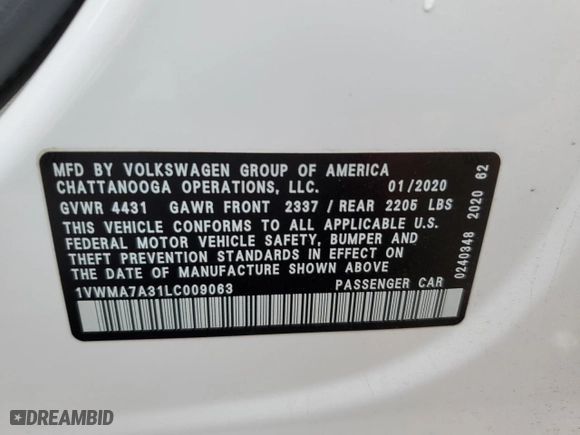 MFD BY VOLKSWAGEN GROUP OF AMERICA
CHATTANOOGA OPERATIONS, LLC. 01/2020
GVWR 4431 GAWR FRONT 2337 / REAR 2205 LBS
THIS VEHICLE CONFORMS TO ALL APPLICABLE U.S.
FEDERAL MOTOR VEHICLE SAFETY, BUMPER AND
THEFT PREVENTION STANDARDS IN EFFECT ON
THE DATE OF MANUFACTURE SHOWN ABOVE
1VWMA7A31LC009063 PASSENGER CAR
0240348 2020 62
DREAMBID